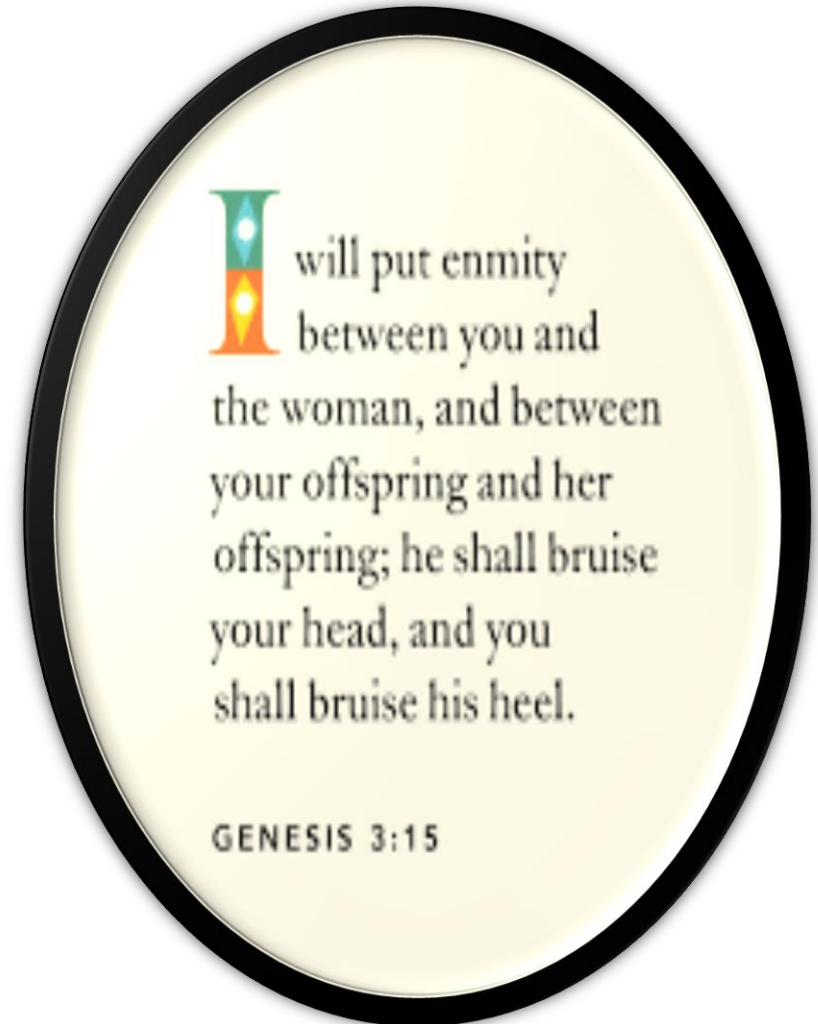 I will put enmity
between you and
the woman, and between
your offspring and her
offspring; he shall bruise
your head, and you
shall bruise his heel.
GENESIS 3:15